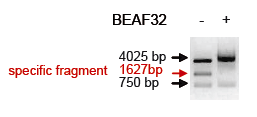 BEAF32 - +
4025 bp
specific fragment 1627bp
750 bp